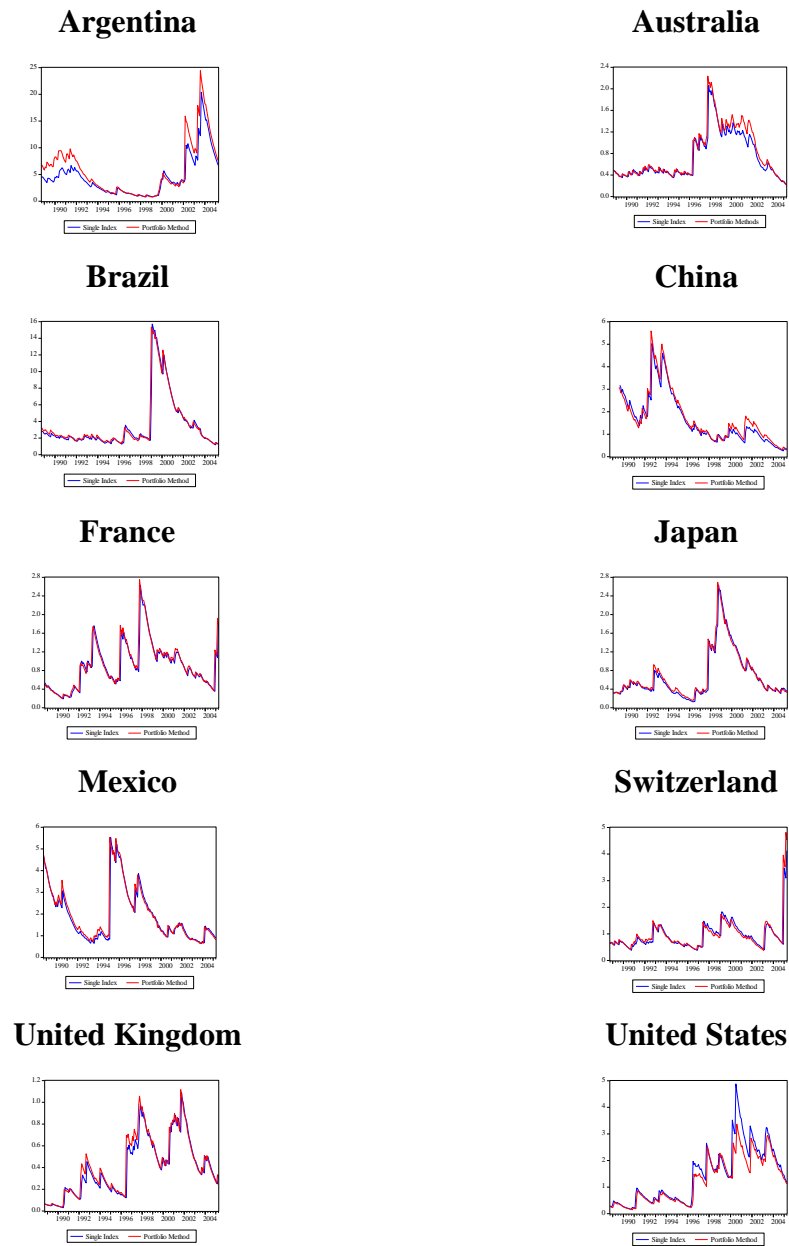 Argentina
Australia
25
20
15
10
5
0
1990 1992 1994 1996 1998 2000 2002 2004
Single Index Portfolio Method
2.4
2.0
1.6
1.2
0.8
0.4
0.0
1990 1992 1994 1996 1998 2000 2002 2004
Single Index Portfolio Methods
Brazil
China
16
14
12
10
8
6
4
2
0
1990 1992 1994 1996 1998 2000 2002 2004
Single Index Portfolio Method
6
5
4
3
2
1
0
1990 1992 1994 1996 1998 2000 2002 2004
Single Index Portfolio Method
France
Japan
2.8
2.4
2.0
1.6
1.2
0.8
0.4
0.0
1990 1992 1994 1996 1998 2000 2002 2004
Single Index Portfolio Method
2.8
2.4
2.0
1.6
1.2
0.8
0.4
0.0
1990 1992 1994 1996 1998 2000 2002 2004
Single Index Portfolio Method
Mexico
Switzerland
6
5
4
3
2
1
0
1990 1992 1994 1996 1998 2000 2002 2004
Single Index Portfolio Method
5
4
3
2
1
0
1990 1992 1994 1996 1998 2000 2002 2004
Single Index Portfolio Method
United Kingdom
United States
1.2
1.0
0.8
0.6
0.4
0.2
0.0
1990 1992 1994 1996 1998 2000 2002 2004
Single Index Portfolio Method
5
4
3
2
1
0
1990 1992 1994 1996 1998 2000 2002 2004
Single Index Portfolio Method